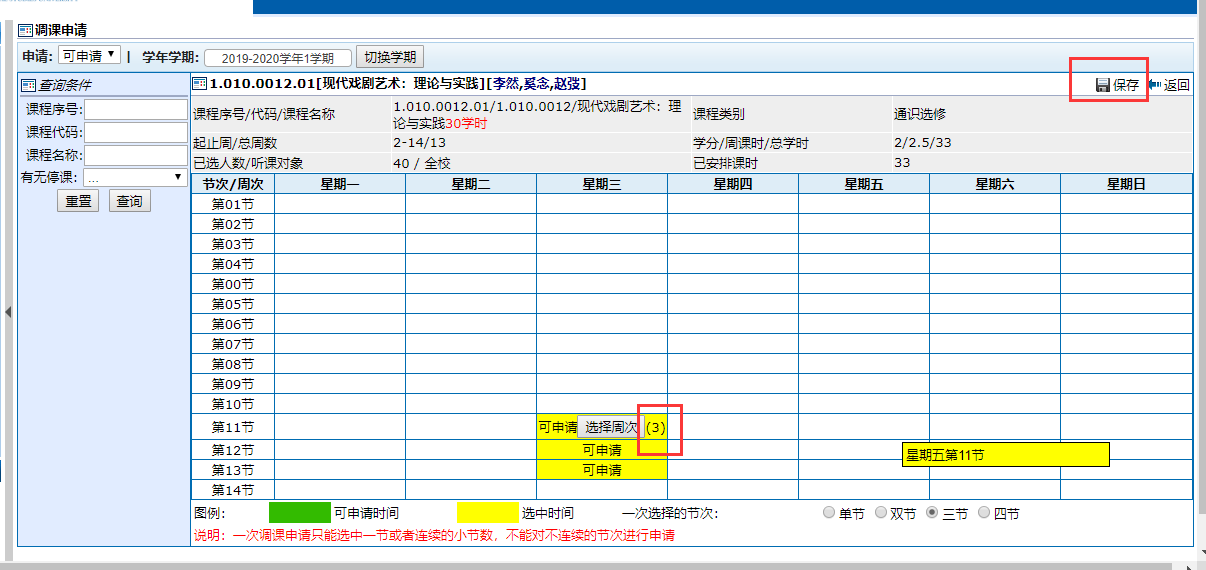 调课申请
申请: 可申请 | 学年学期: 2019-2020学年1学期 切换学期
查询条件
课程序号:
课程代码:
课程名称:
有无停课: ...
重置 查询
1.010.0012.01[现代戏剧艺术：理论与实践][李然,奚念,赵弢] 保存 返回
课程序号/代码/课程名称 1.010.0012.01/1.010.0012/现代戏剧艺术：理论与实践30学时 课程类别 通识选修
起止周/总周数 2-14/13 学分/周课时/总学时 2/2.5/33
已选人数/听课对象 40 / 全校 已安排课时 33
节次/周次 星期一 星期二 星期三 星期四 星期五 星期六 星期日
第01节
第02节
第03节
第04节
第00节
第05节
第06节
第07节
第08节
第09节
第10节
第11节 可申请 选择周次 (3)
第12节 可申请
星期五第11节
第13节 可申请
第14节
图例: 可申请时间 选中时间 一次选择的节次: 单节 双节 三节 四节
说明：一次调课申请只能选中一节或者连续的小节数，不能对不连续的节次进行申请